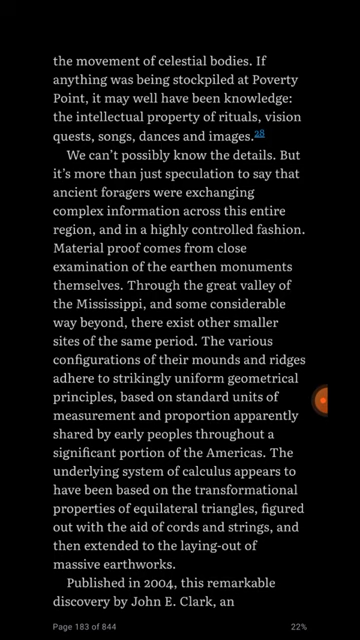 the movement of celestial bodies. If
anything was being stockpiled at Poverty
Point, it may well have been knowledge:
the intellectual property of rituals, vision
quests, songs, dances and images.28
We can’t possibly know the details. But
it’s more than just speculation to say that
ancient foragers were exchanging
complex information across this entire
region, and in a highly controlled fashion.
Material proof comes from close
examination of the earthen monuments
themselves. Through the great valley of
the Mississippi, and some considerable
way beyond, there exist other smaller
sites of the same period. The various
configurations of their mounds and ridges
adhere to strikingly uniform geometrical
principles, based on standard units of
measurement and proportion apparently
shared by early peoples throughout a
significant portion of the Americas. The
underlying system of calculus appears to
have been based on the transformational
properties of equilateral triangles, figured
out with the aid of cords and strings, and
then extended to the laying-out of
massive earthworks.
Published in 2004, this remarkable
discovery by John E. Clark, an
Page 183 of 844
22%